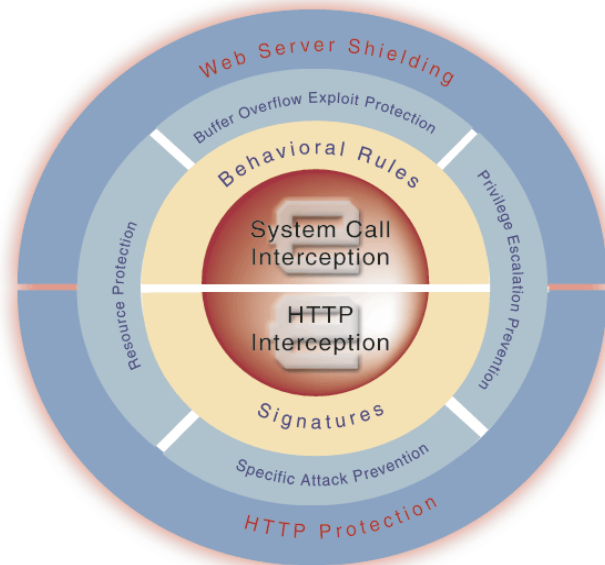 Web Server Shielding
Buffer Overflow Exploit Protection
Behavioral Rules
System Call
Interception
Resource Protection
Privilege Escalation Prevention
HTTP
Interception
Signatures
Specific Attack Prevention
HTTP Protection